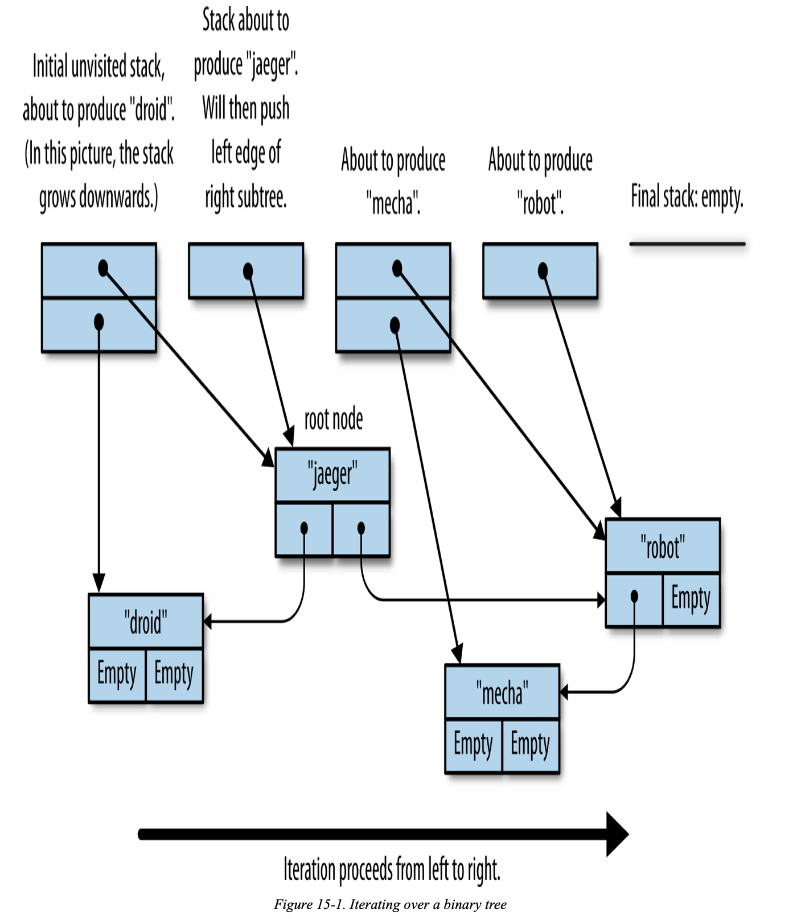 Initial unvisited stack,
about to produce "droid".
(In this picture, the stack
grows downwards.)
Stack about to
produce "jaeger".
Will then push
left edge of
right subtree.
About to produce
"mecha".
About to produce
"robot".
Final stack: empty.
root node
"jaeger"
"robot"
Empty
"droid"
Empty Empty
"mecha"
Empty Empty
Iteration proceeds from left to right.
Figure 15-1. Iterating over a binary tree